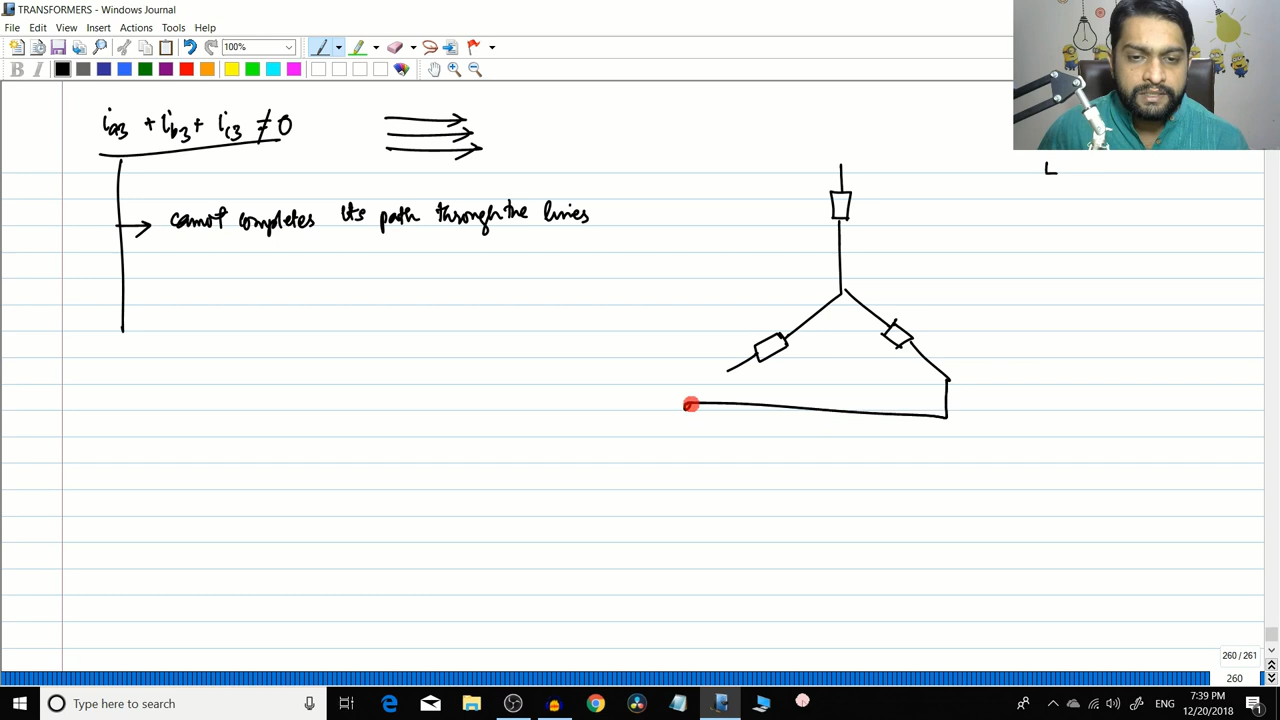 TRANSFORMERS - Windows Journal
File Edit View Insert Actions Tools Help
100%
B I
ia3 + ib3 + ic3 ≠ 0
cannot completes its path through the lines
260 / 261
260
Type here to search
ENG
7:39 PM
12/20/2018